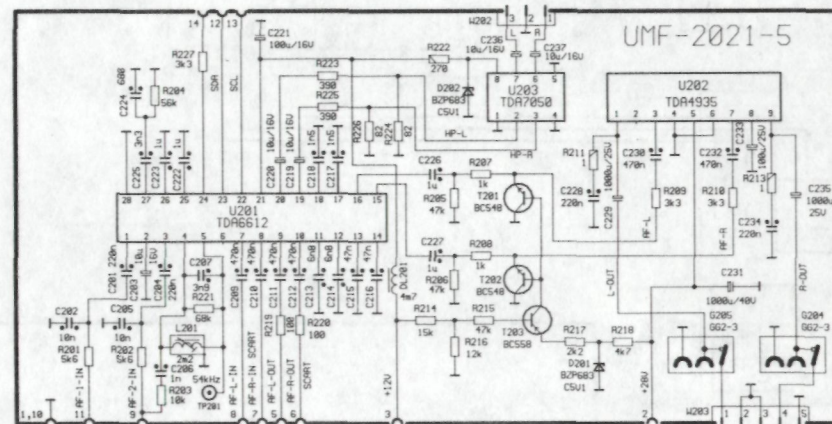 14 12 13
W202 3 2 1
L R
UMF-2021-5
C221
100u/16V
C236
10u/16V
C237
10u/16V
R227
3k3
SDA
SCL
R222
270
680
C224
R204
56k
R223
390
R225
390
D202
BZP683
C5V1
8 7 6 5
U203
TDA7050
1 2 3 4
U202
TDA4935
1 2 3 4 5 6 7 8 9
3n3
1u
1u
C225
C223
C222
10u/16V
10u/16V
C220
C219
C218
C217
R226
82
R224
82
HP-L
HP-R
R211
1
C230
470n
C232
470n
C233
100u/25V
R213
1
C235
1000u
25V
C226
1u
R207
1k
1000u/25V
C229
C228
220n
R209
3k3
R210
3k3
C234
220n
R205
47k
T201
BC548
28 27 26 25 24 23 22 21 20 19 18 17 16 15
U201
TDA6612
1 2 3 4 5 6 7 8 9 10 11 12 13 14
AF-L
AF-R
L-OUT
R-OUT
C201 220n
C203 10u
16V
C204
220n
C207
3n9
470n 470n 470n 470n 6n8 6n8 47n 47n
C209 C210 C211 C212 C213 C214 C215 C216
DL201
4m7
C227
1u
R208
1k
R206
47k
T202
BC548
C231
1000u/40V
C202
10n
C205
10n
R221
68k
R219
100
R220
100
R214
15k
R215
47k
T203
BC558
R216
12k
R217
2k2
R218
4k7
G205
GG2-3
G204
GG2-3
R201
5k6
R202
5k6
L201
2m2
C206
1n
54kHz
TP201
R203
10k
D201
BZP683
C5V1
AF-1-IN
AF-2-IN
AF-L-IN
AF-R-IN SCART
AF-L-OUT
AF-R-OUT
SCART
+12V
+28V
1,10 11 9 8 7 5 6 3 2
W203 1 2 3 4 5